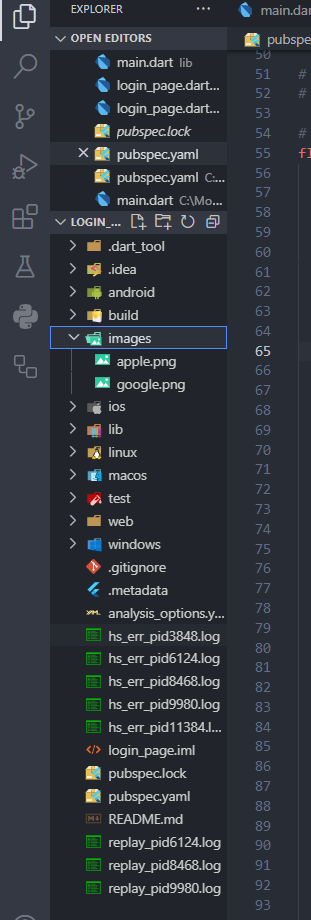 EXPLORER ···
OPEN EDITORS
main.dart lib
login_page.dart...
login_page.dart...
pubspec.lock
pubspec.yaml
pubspec.yaml C:...
main.dart C:\Mo...
LOGIN_...
.dart_tool
.idea
android
build
images
apple.png
google.png
ios
lib
linux
macos
test
web
windows
.gitignore
.metadata
analysis_options.y...
hs_err_pid3848.log
hs_err_pid6124.log
hs_err_pid8468.log
hs_err_pid9980.log
hs_err_pid11384.l...
login_page.iml
pubspec.lock
pubspec.yaml
README.md
replay_pid6124.log
replay_pid8468.log
replay_pid9980.log
main.dar
pubspe
50
51 #
52 #
53
54 #
55 fl
56
57
58
59
60
61
62
63
64
65
66
67
68
69
70
71
72
73
74
75
76
77
78
79
80
81
82
83
84
85
86
87
88
89
90
91
92
93